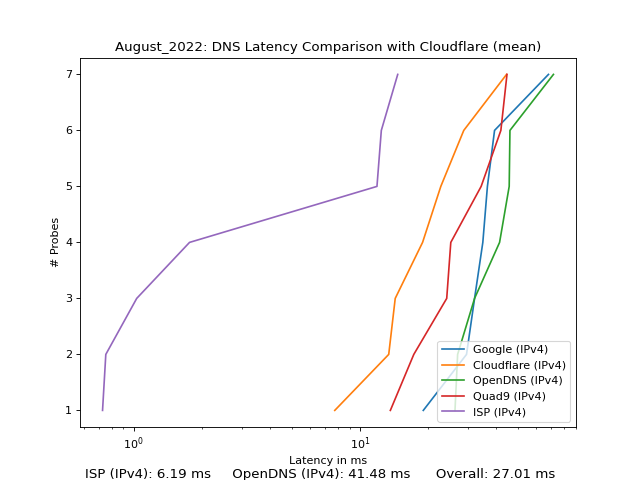 August_2022: DNS Latency Comparison with Cloudflare (mean)
# Probes
7
6
5
4
3
2
1
Google (IPv4)
Cloudflare (IPv4)
OpenDNS (IPv4)
Quad9 (IPv4)
ISP (IPv4)
10^0 10^1
Latency in ms
ISP (IPv4): 6.19 ms OpenDNS (IPv4): 41.48 ms Overall: 27.01 ms